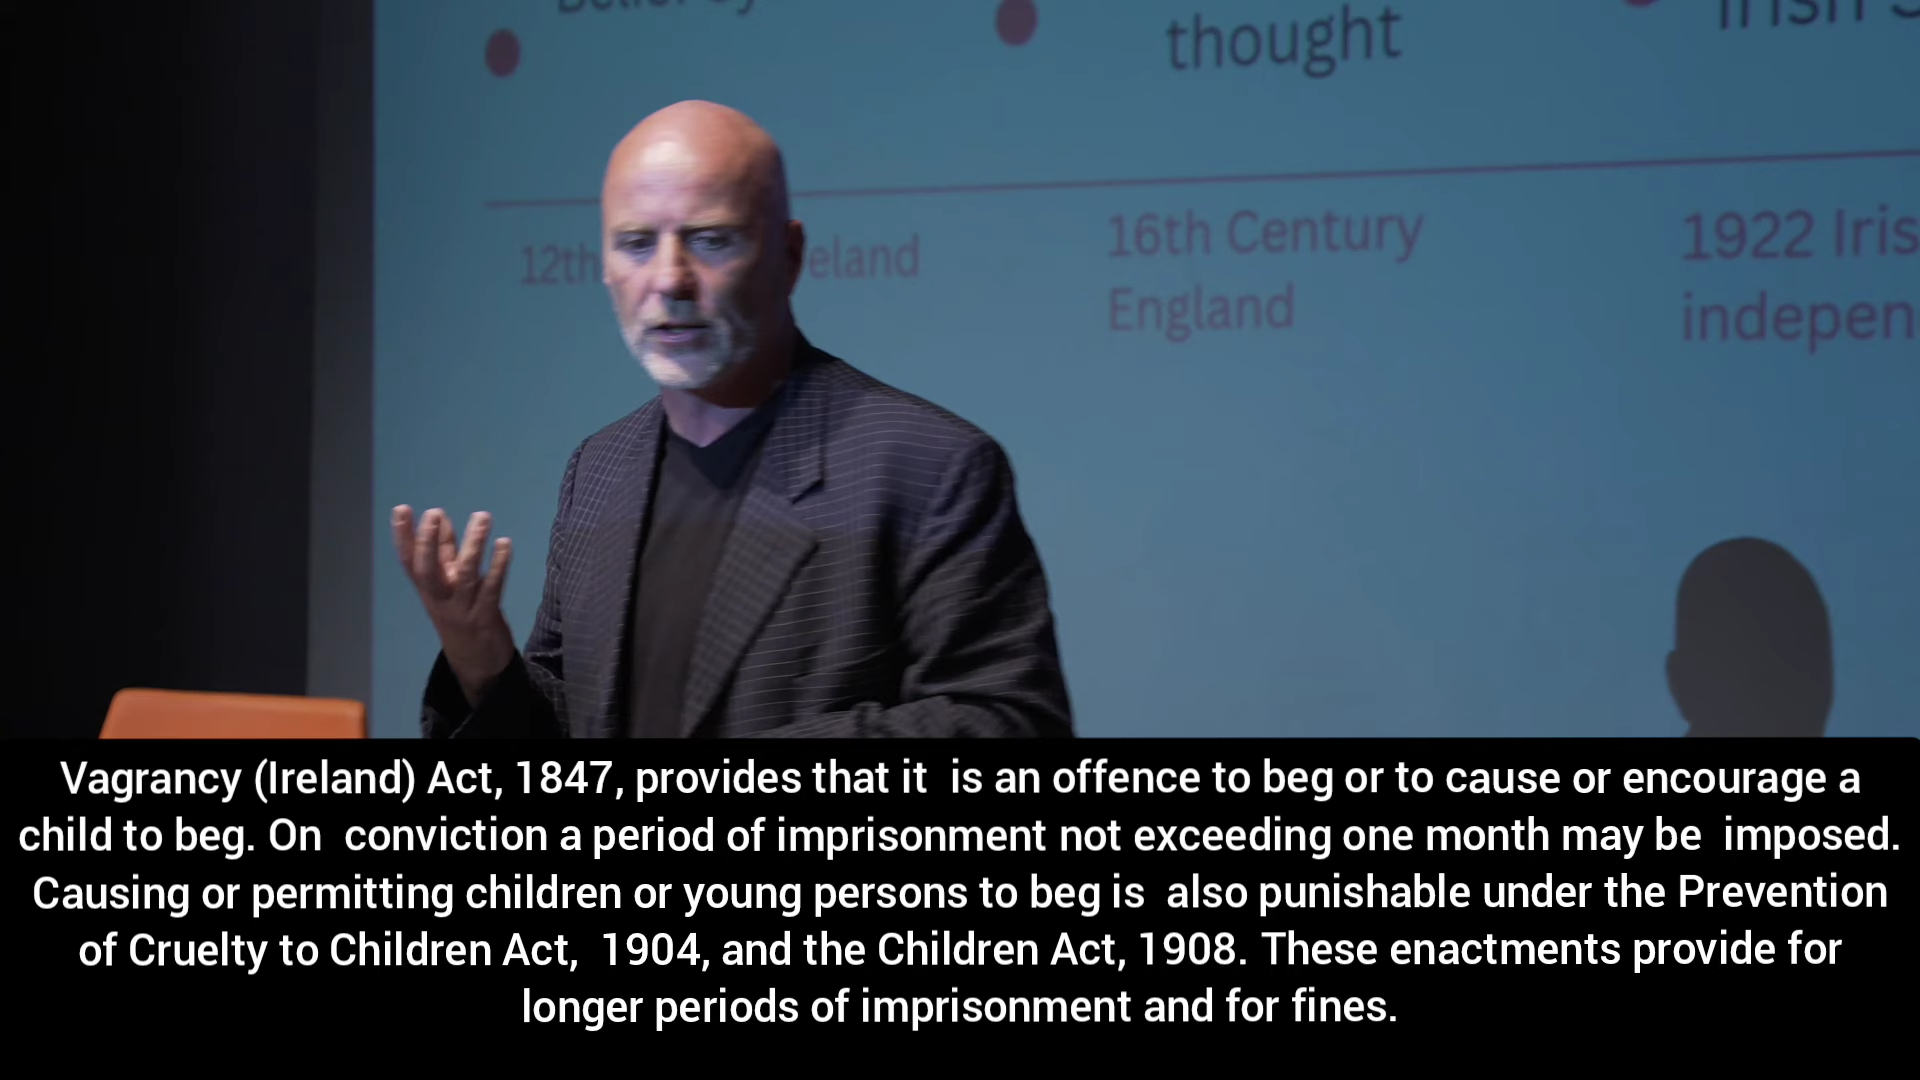 thought
12th
eland
16th Century
England
1922 Iris
indepen
Vagrancy (Ireland) Act, 1847, provides that it is an offence to beg or to cause or encourage a
child to beg. On conviction a period of imprisonment not exceeding one month may be imposed.
Causing or permitting children or young persons to beg is also punishable under the Prevention
of Cruelty to Children Act, 1904, and the Children Act, 1908. These enactments provide for
longer periods of imprisonment and for fines.